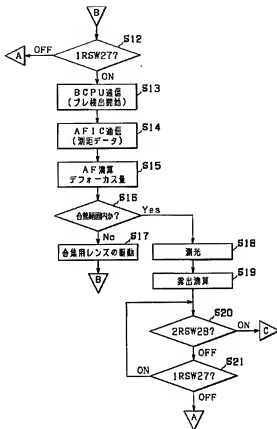 B
S12
A
OFF
1RSW27?
ON
S13
BCPU通信
(ブレ検出開始)
S14
AFIC通信
(測距データ)
S15
AF演算
デフォーカス量
S16
合焦範囲内か?
Yes
No
S17
合焦用レンズの駆動
B
S18
測光
S19
露出演算
S20
2RSW2B?
ON
C
OFF
S21
1RSW27?
ON
OFF
A